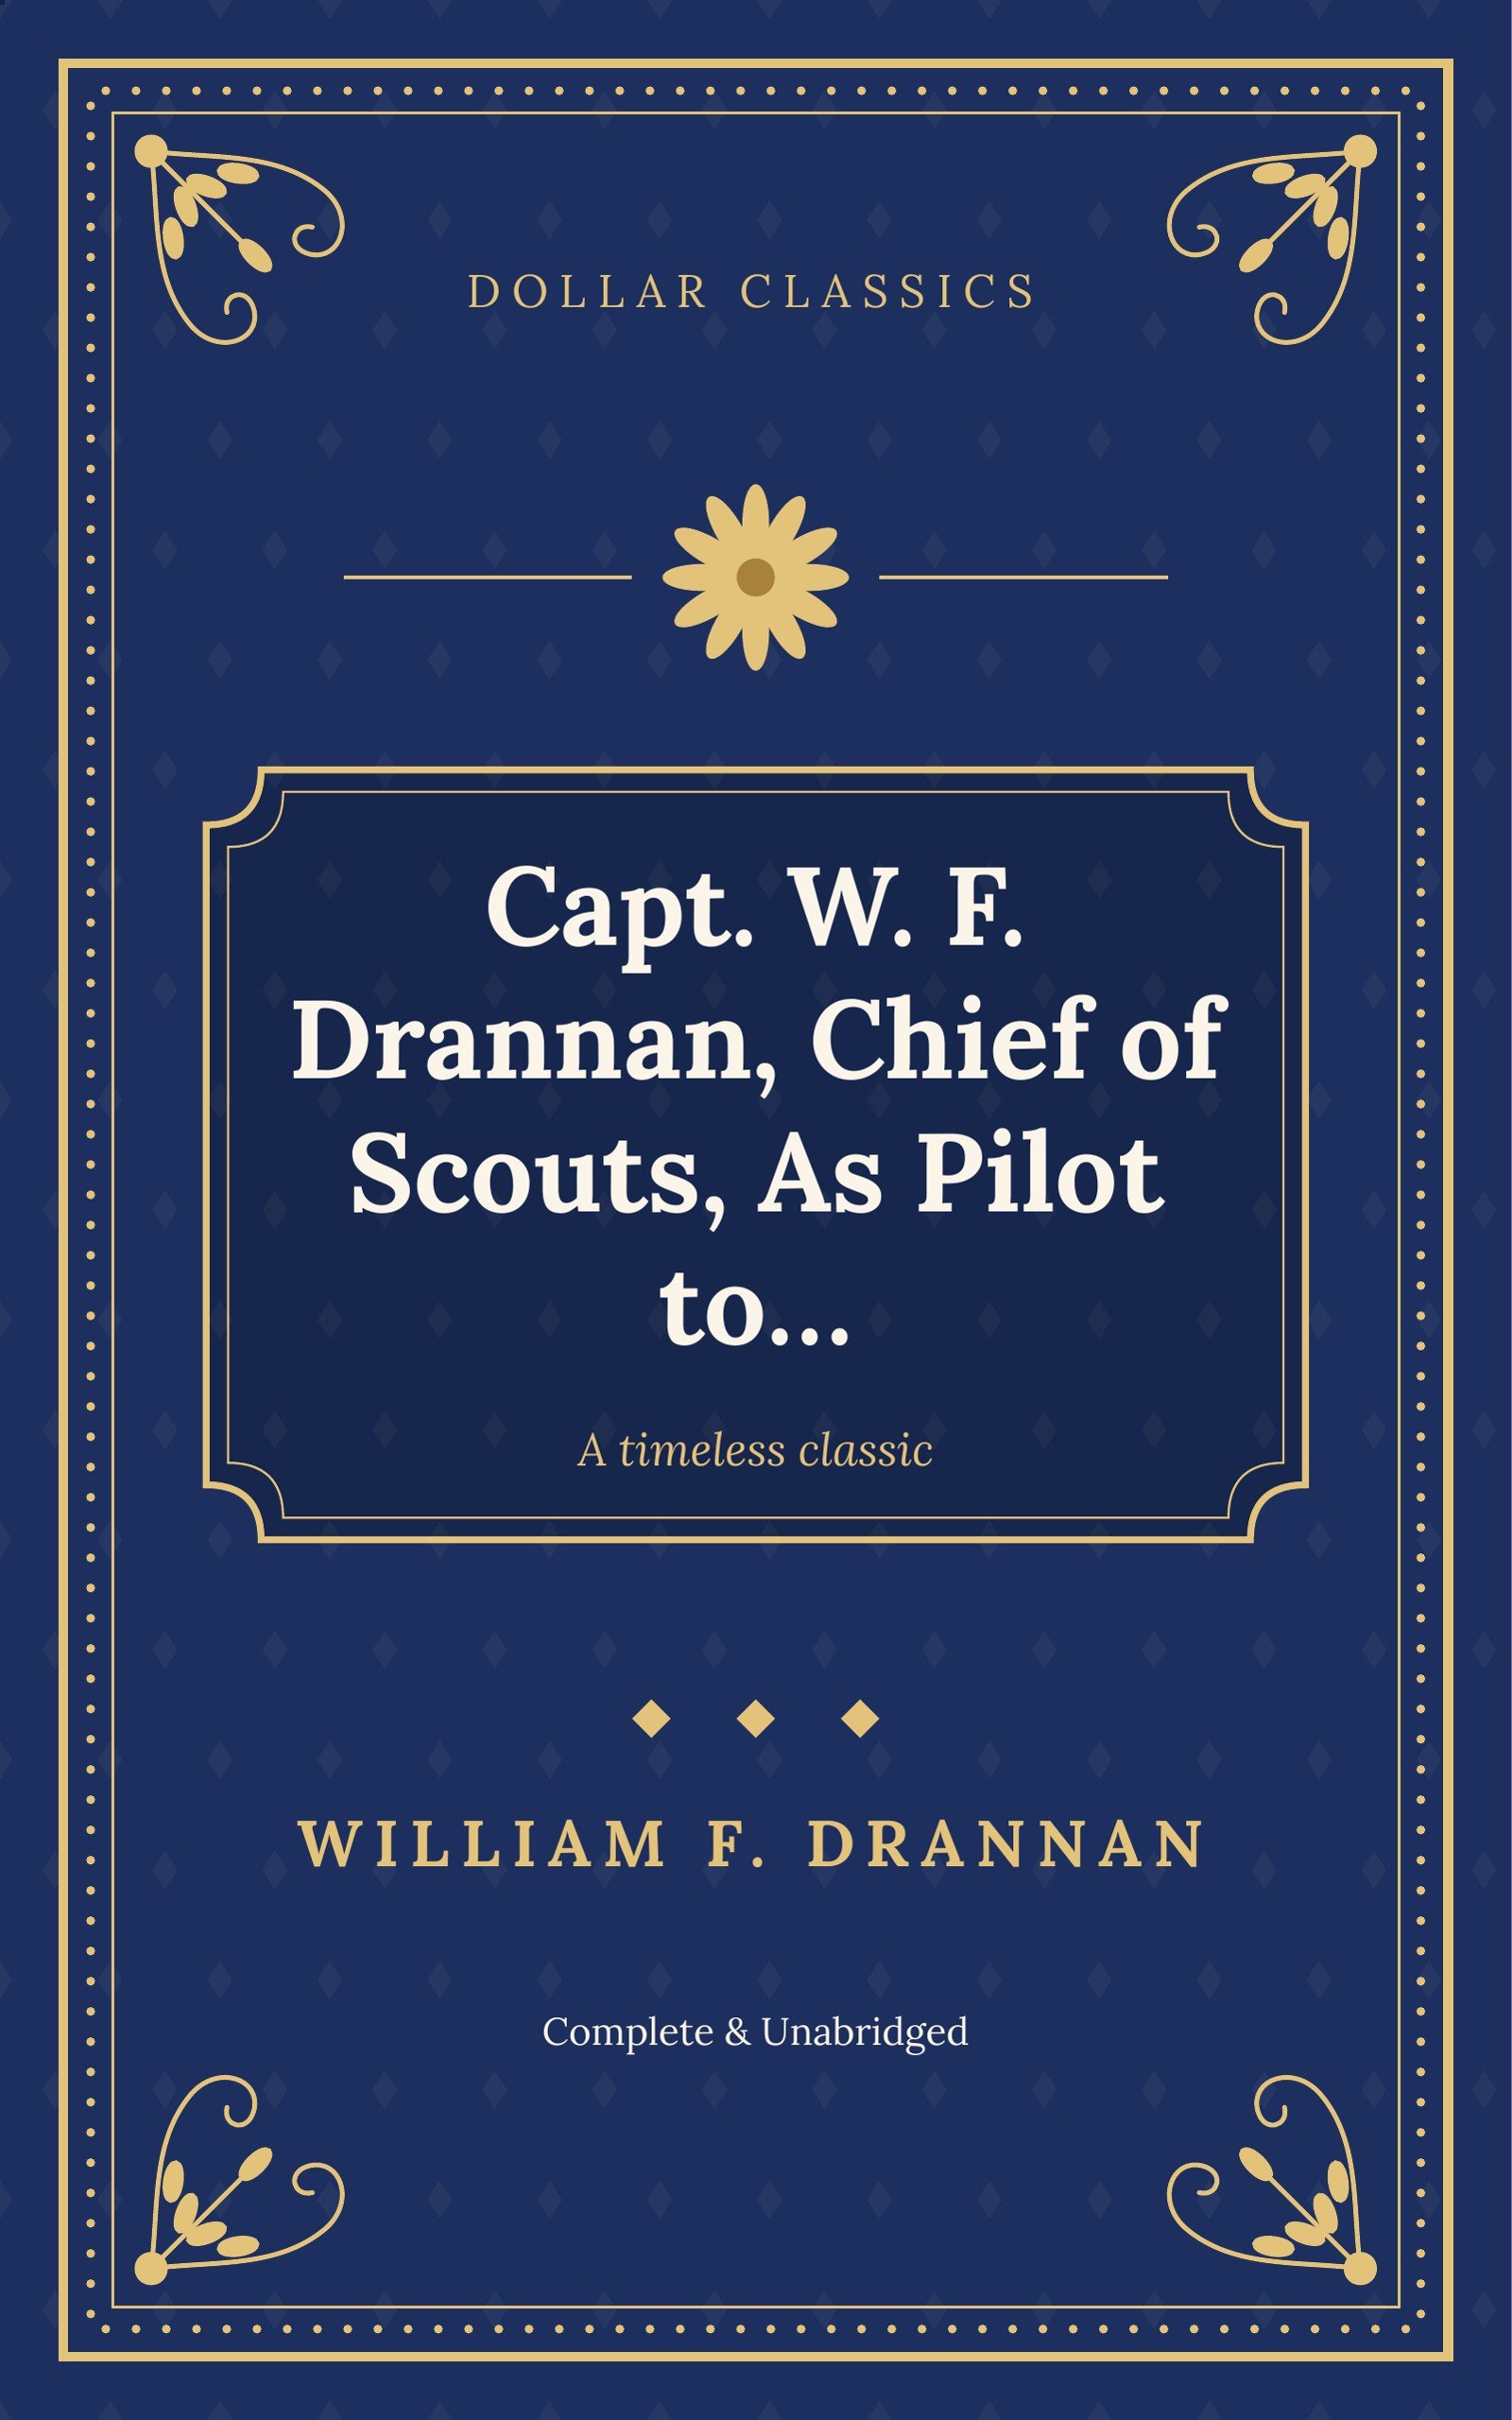 DOLLAR CLASSICS
Capt. W. F.
Drannan, Chief of
Scouts, As Pilot
to...
A timeless classic
WILLIAM F. DRANNAN
Complete & Unabridged